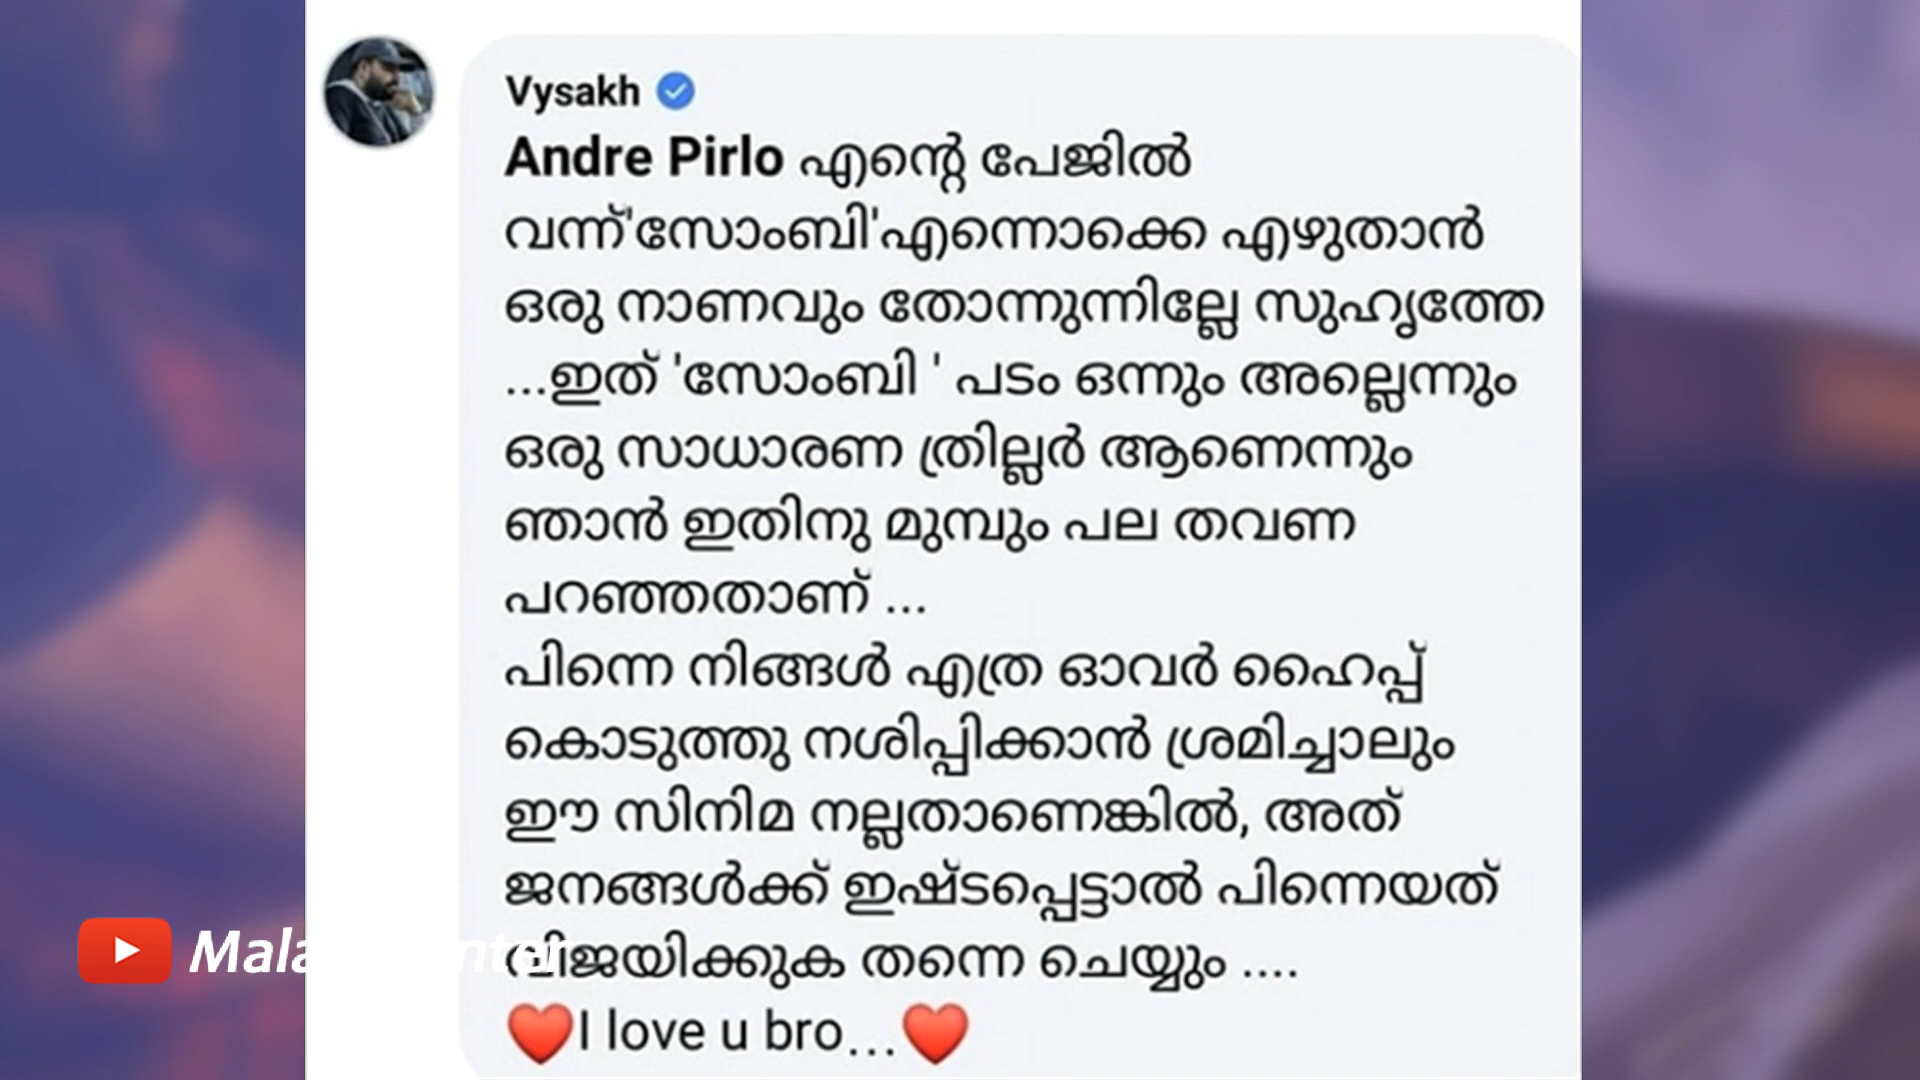 Vysakh
Andre Pirlo എന്റെ പേജിൽ
വന്ന്'സോംബി'എന്നൊക്കെ എഴുതാൻ
ഒരു നാണവും തോന്നുന്നില്ലേ സുഹൃത്തേ
...ഇത് 'സോംബി ' പടം ഒന്നും അല്ലെന്നും
ഒരു സാധാരണ ത്രില്ലർ ആണെന്നും
ഞാൻ ഇതിനു മുമ്പും പല തവണ
പറഞ്ഞതാണ് ...
പിന്നെ നിങ്ങൾ എത്ര ഓവർ ഹൈപ്പ്
കൊടുത്തു നശിപ്പിക്കാൻ ശ്രമിച്ചാലും
ഈ സിനിമ നല്ലതാണെങ്കിൽ, അത്
ജനങ്ങൾക്ക് ഇഷ്ടപ്പെട്ടാൽ പിന്നെയത്
വിജയിക്കുക തന്നെ ചെയ്യും ....
❤️I love u bro...❤️